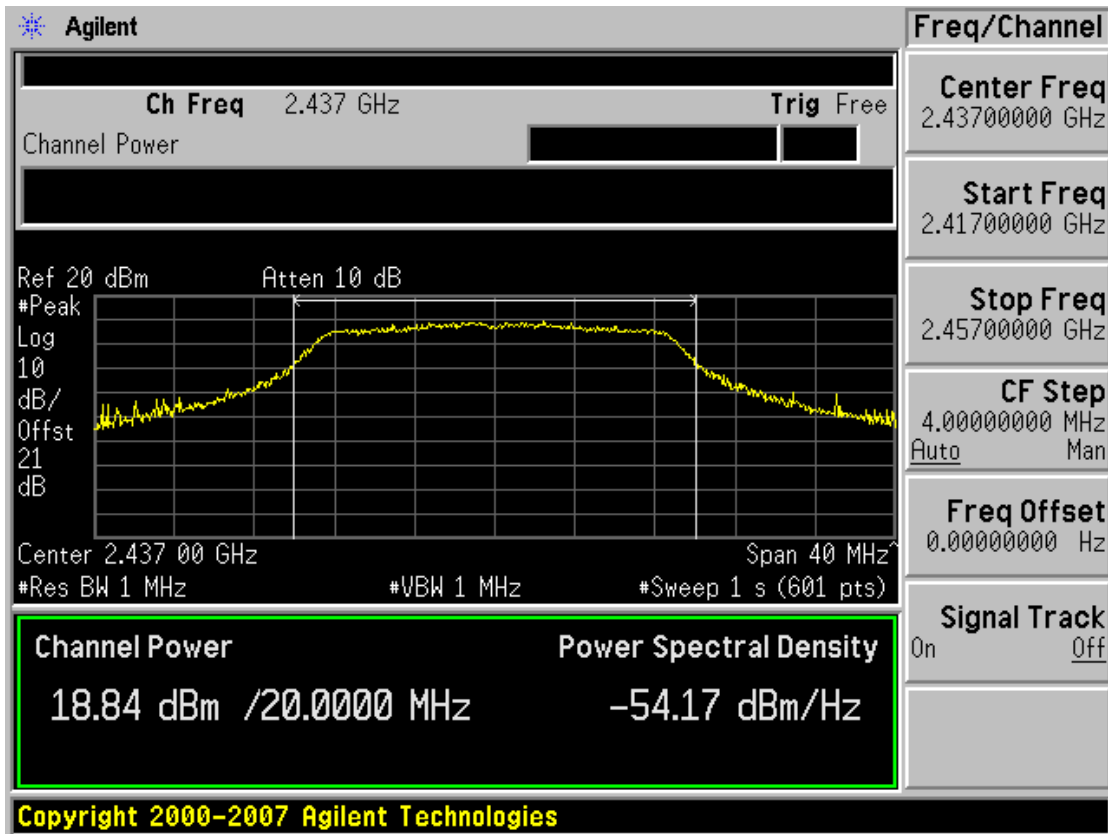 Agilent
Freq/Channel
Ch Freq 2.437 GHz Trig Free
Channel Power
Center Freq
2.43700000 GHz
Start Freq
2.41700000 GHz
Stop Freq
2.45700000 GHz
CF Step
4.00000000 MHz
Auto Man
Freq Offset
0.00000000 Hz
Signal Track
On Off
Ref 20 dBm Atten 10 dB
#Peak
Log
10
dB/
Offst
21
dB
Center 2.437 00 GHz Span 40 MHz^
#Res BW 1 MHz #VBW 1 MHz #Sweep 1 s (601 pts)
Channel Power Power Spectral Density
18.84 dBm /20.0000 MHz -54.17 dBm/Hz
Copyright 2000-2007 Agilent Technologies